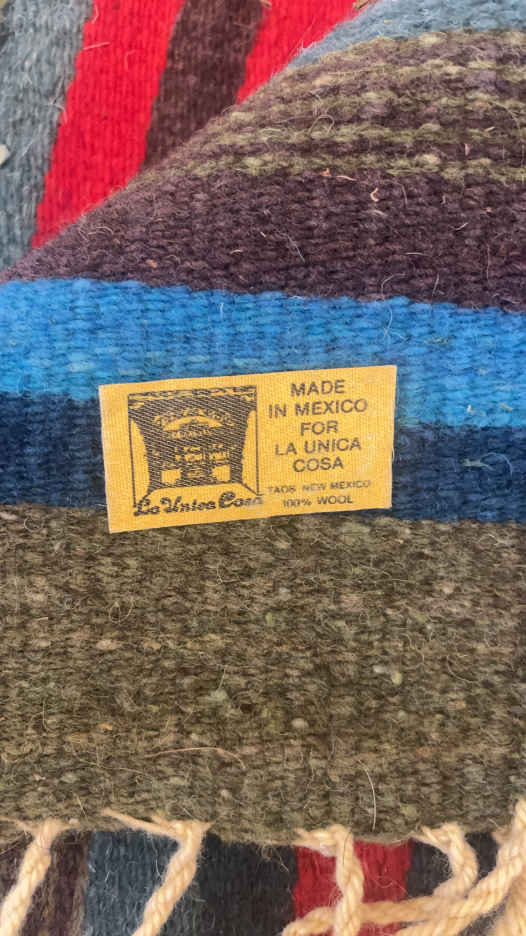 La Unica Cosa
MADE
IN MEXICO
FOR
LA UNICA
COSA
TAOS NEW MEXICO
100% WOOL